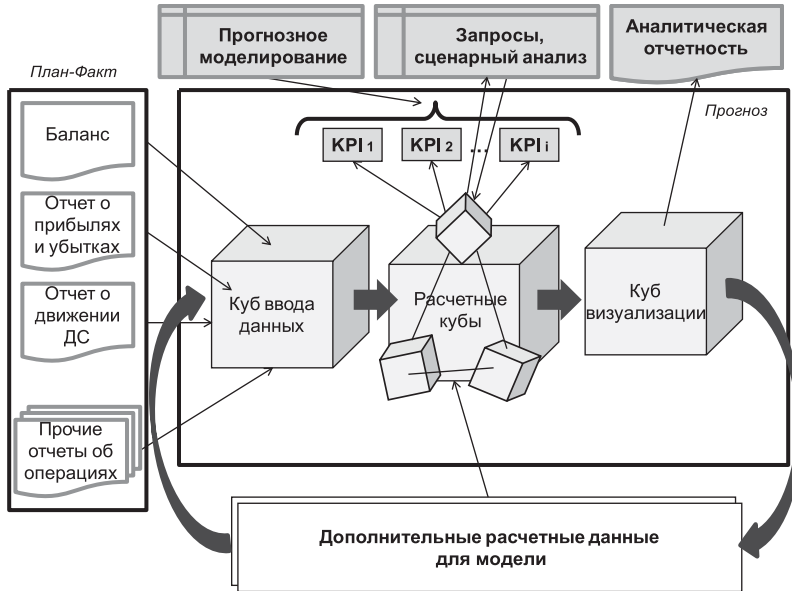 Прогнозное
моделирование
Запросы,
сценарный анализ
Аналитическая
отчетность
План-Факт
Прогноз
Баланс
Отчет о
прибылях
и убытках
Отчет о
движении
ДС
Прочие
отчеты об
операциях
KPI 1
KPI 2
...
KPI i
Куб ввода
данных
Расчетные
кубы
Куб
визуализации
Дополнительные расчетные данные
для модели